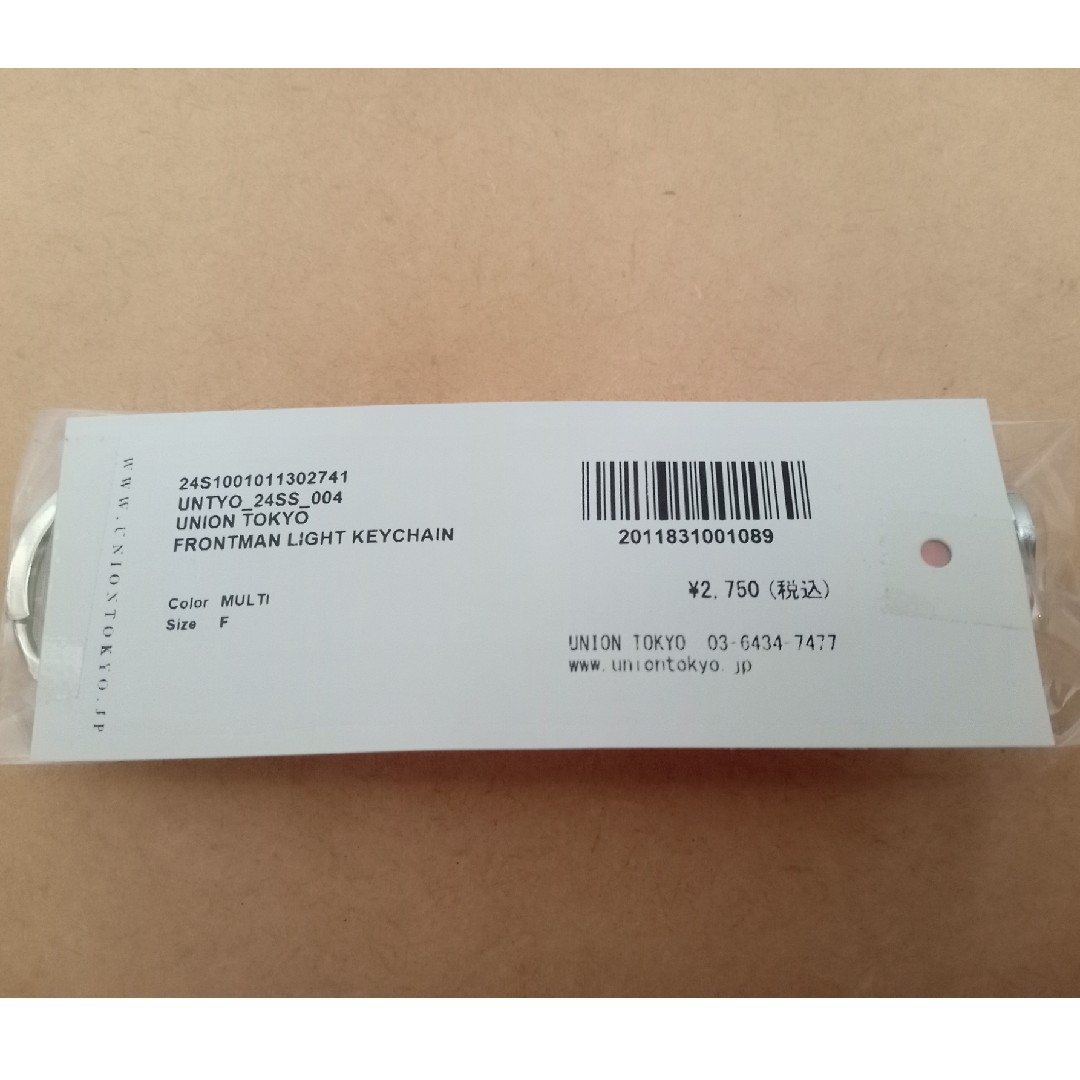 WWW.UNIONTOKYO.JP
24S1001011302741
UNTYO_24SS_004
UNION TOKYO
FRONTMAN LIGHT KEYCHAIN
Color MULTI
Size F
2011831001089
¥2,750 (税込)
UNION TOKYO 03-6434-7477
www.uniontokyo.jp